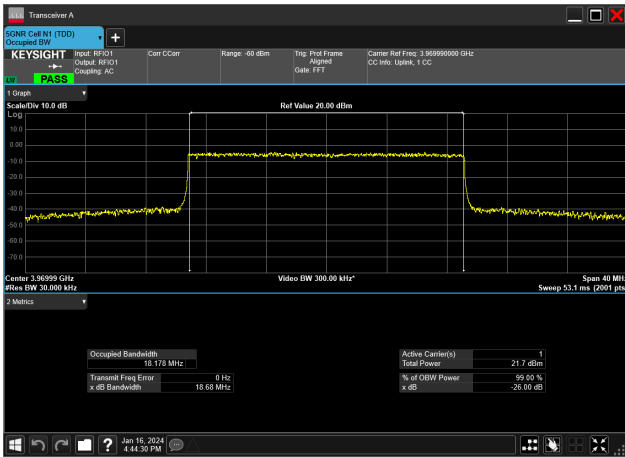 Transceiver A
5GNR Cell N1 (TDD)
Occupied BW
KEYSIGHT
Input: RFIO1
Output: RFIO1
Coupling: AC
Corr CCorr
Range: -60 dBm
Trig: Prot Frame
Aligned
Gate: FFT
Carrier Ref Freq: 3.969990000 GHz
CC Info: Uplink, 1 CC
PASS
1 Graph
Scale/Div 10.0 dB
Ref Value 20.00 dBm
Log
10.0
0.00
-10.0
-20.0
-30.0
-40.0
-50.0
-60.0
-70.0
Center 3.96999 GHz
Video BW 300.00 kHz*
Span 40 MHz
#Res BW 30.000 kHz
Sweep 53.1 ms (2001 pts)
2 Metrics
Occupied Bandwidth
18.178 MHz
Transmit Freq Error 0 Hz
x dB Bandwidth 18.68 MHz
Active Carrier(s) 1
Total Power 21.7 dBm
% of OBW Power 99.00 %
x dB -26.00 dB
Jan 16, 2024
4:44:30 PM